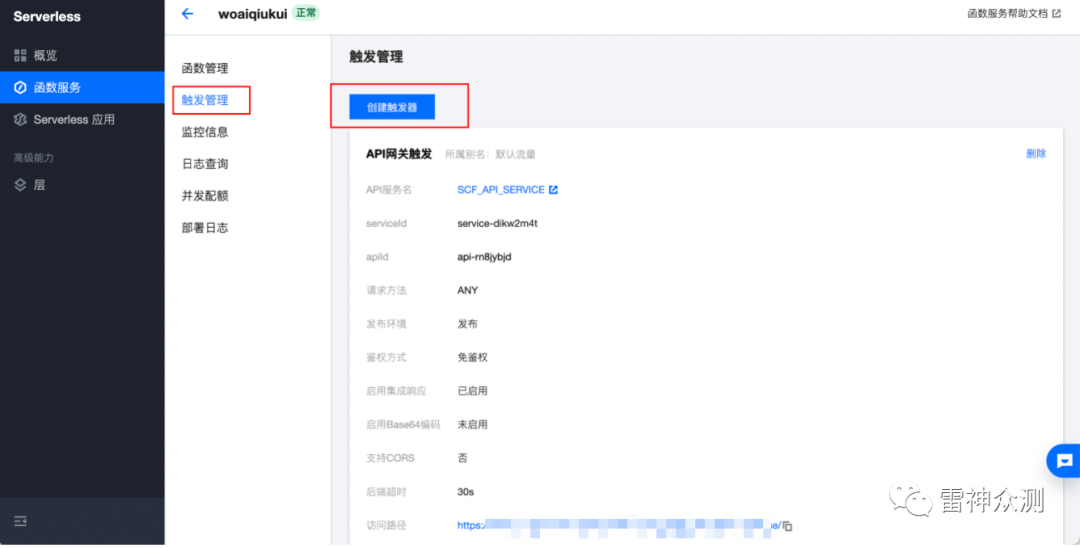 Serverless
woaiqiukui 正常
函数服务帮助文档
概览
函数服务
Serverless 应用
高级能力
层
函数管理
触发管理
监控信息
日志查询
并发配额
部署日志
触发管理
创建触发器
API网关触发 所属别名：默认流量 删除
API服务名 SCF_API_SERVICE
serviceId service-dikw2m4t
apiId api-rn8jybjd
请求方法 ANY
发布环境 发布
鉴权方式 免鉴权
启用集成响应 已启用
启用Base64编码 未启用
支持CORS 否
后端超时 30s
访问路径 https:/ se/
雷神众测